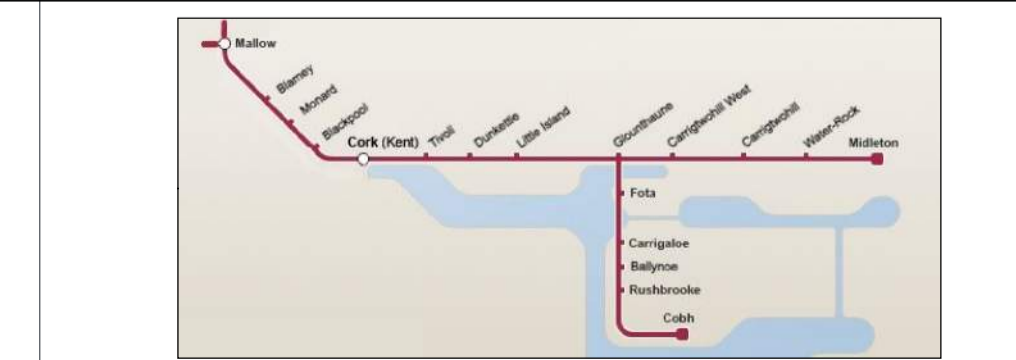 Mallow
Blarney
Monard
Blackpool
Cork (Kent)
Tivoli
Dunkettle
Little Island
Glounthaune
Carrigtwohill West
Carrigtwohill
Water-Rock
Midleton
Fota
Carrigaloe
Ballynoe
Rushbrooke
Cobh